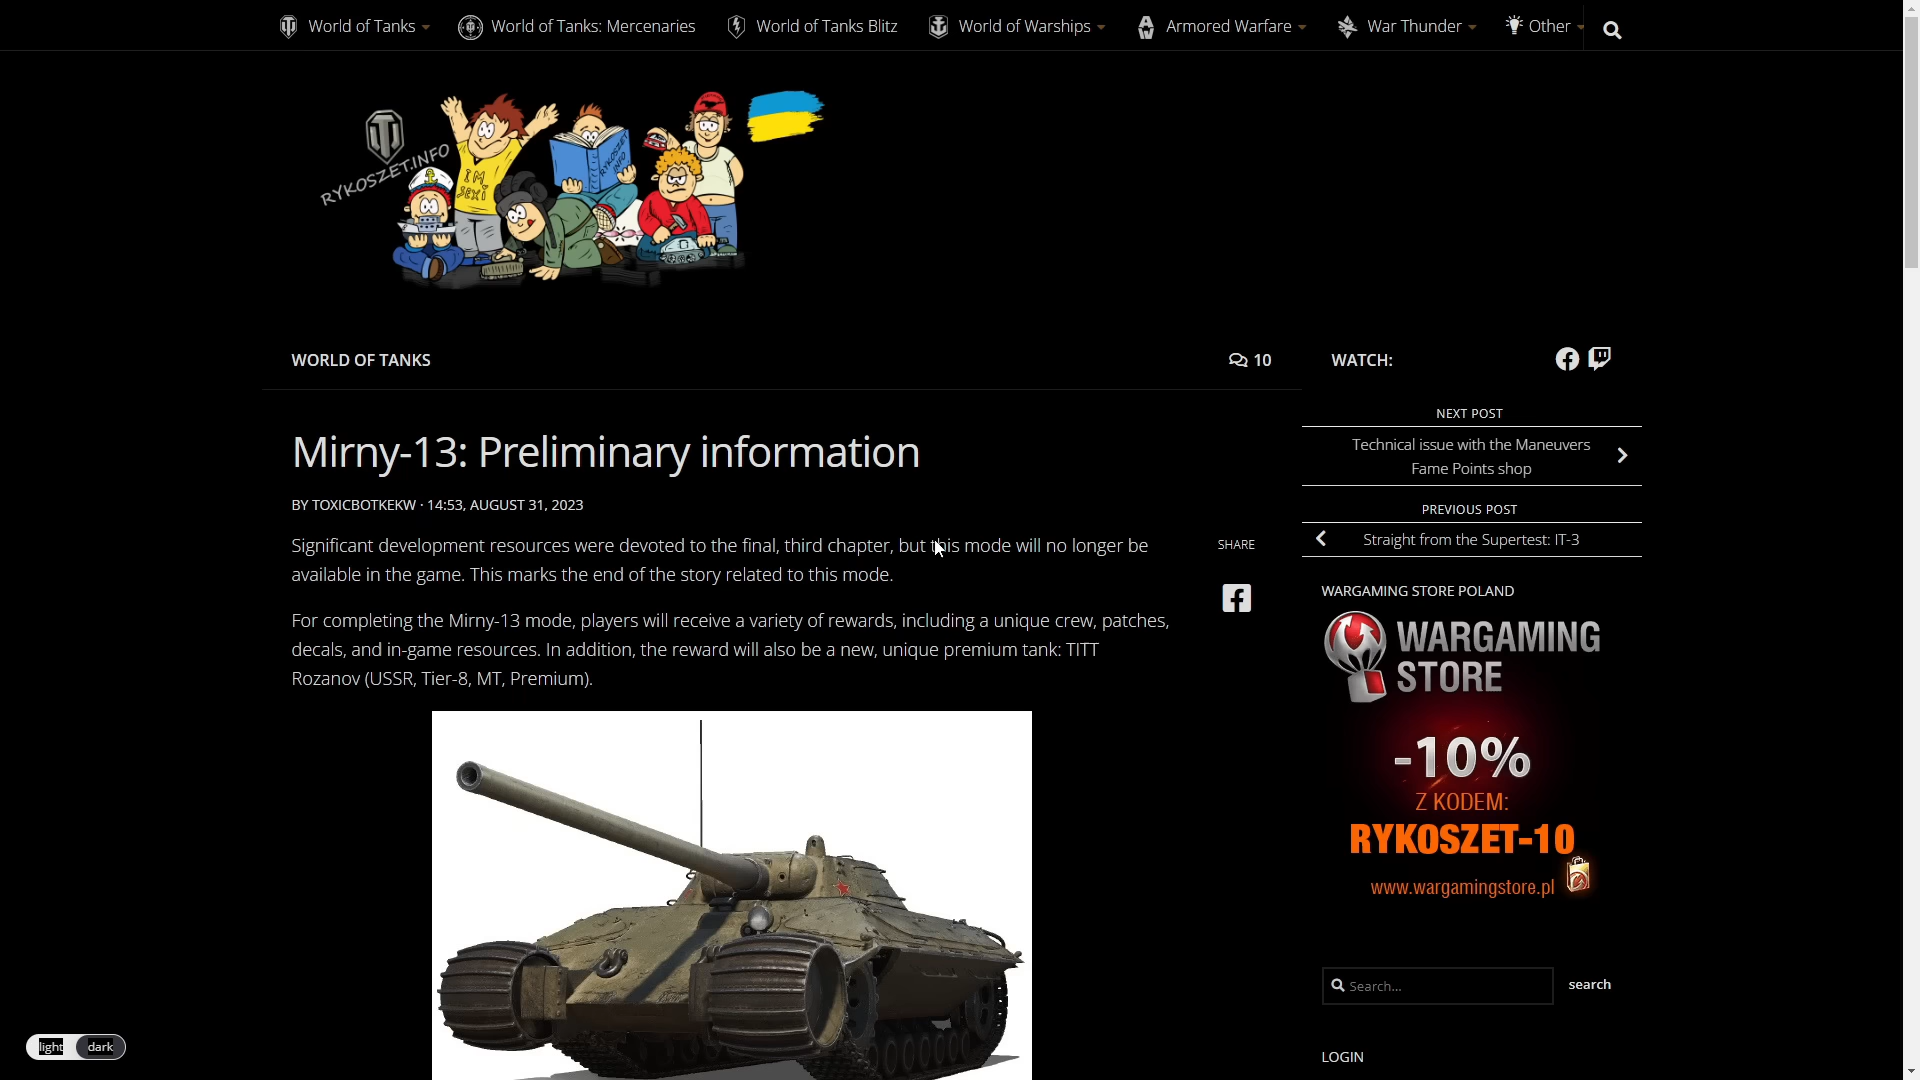 World of Tanks
World of Tanks: Mercenaries
World of Tanks Blitz
World of Warships
Armored Warfare
War Thunder
Other
RYKOSZET.INFO
I'M
SEXI
RYKOSZET
INFO
WORLD OF TANKS
10
WATCH:
Mirny-13: Preliminary information
BY TOXICBOTKEKW · 14:53, AUGUST 31, 2023
Significant development resources were devoted to the final, third chapter, but this mode will no longer be
available in the game. This marks the end of the story related to this mode.
For completing the Mirny-13 mode, players will receive a variety of rewards, including a unique crew, patches,
decals, and in-game resources. In addition, the reward will also be a new, unique premium tank: TITT
Rozanov (USSR, Tier-8, MT, Premium).
SHARE
NEXT POST
Technical issue with the Maneuvers
Fame Points shop
PREVIOUS POST
Straight from the Supertest: IT-3
WARGAMING STORE POLAND
WARGAMING
STORE
-10%
Z KODEM:
RYKOSZET-10
www.wargamingstore.pl
Search...
search
LOGIN
light
dark